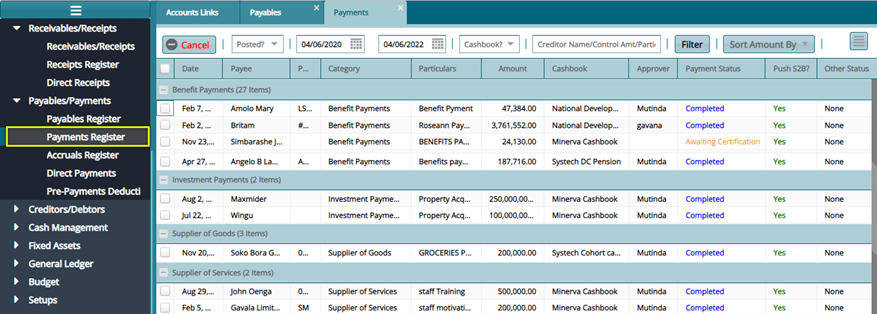 Accounts Links Payables × Payments ×
Receivables/Receipts
Receivables/Receipts
Receipts Register
Direct Receipts
Payables/Payments
Payables Register
Payments Register
Accruals Register
Direct Payments
Pre-Payments Deducti
Creditors/Debtors
Cash Management
Fixed Assets
General Ledger
Budget
Setups
Cancel Posted? 04/06/2020 04/06/2022 Cashbook? Creditor Name/Control Amt/Partic Filter Sort Amount By
Date Payee P... Category Particulars Amount Cashbook Approver Payment Status Push S2B? Other Status
Benefit Payments (27 Items)
Feb 7, ... Amolo Mary LS... Benefit Payments Benefit Pyment 47,384.00 National Develop... Mutinda Completed Yes None
Feb 2, ... Britam #... Benefit Payments Roseann Pay... 3,761,552.00 National Develop... gavana Completed Yes None
Nov 23,... Simbarashe J... Benefit Payments BENEFITS PA... 24,130.00 Minerva Cashbook Awaiting Certification Yes None
Apr 27, ... Angelo B La... A... Benefit Payments Benefits pay... 187,716.00 Systech DC Pension Mutinda Completed Yes None
Investment Payments (2 Items)
Aug 2, ... Maxmider Investment Payme... Property Acq... 250,000,00... Minerva Cashbook Mutinda Completed Yes None
Jul 22, ... Wingu Investment Payme... Property Acq... 100,000,00... Minerva Cashbook Mutinda Completed Yes None
Supplier of Goods (3 Items)
Nov 20,... Soko Bora G... 0... Supplier of Goods GROCERIES P... 200,000.00 Systech Cohort ca... Mutinda Completed Yes None
Supplier of Services (2 Items)
Aug 29,... John Oenga 0... Supplier of Services staff Training 500,000.00 Minerva Cashbook Mutinda Completed Yes None
Feb 5, ... Gavala Limit... SM Supplier of Services staff motivati... 200,000.00 Minerva Cashbook Mutinda Completed Yes None